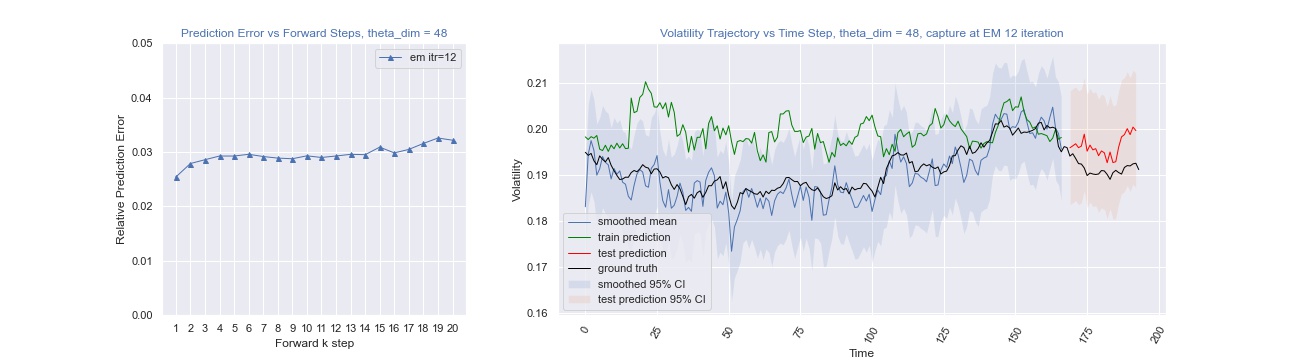 Prediction Error vs Forward Steps, theta_dim = 48
0.05
0.04
0.03
0.02
0.01
0.00
Relative Prediction Error
em itr=12
1 2 3 4 5 6 7 8 9 10 11 12 13 14 15 16 17 18 19 20
Forward k step
Volatility Trajectory vs Time Step, theta_dim = 48, capture at EM 12 iteration
0.21
0.20
0.19
0.18
0.17
0.16
Volatility
smoothed mean
train prediction
test prediction
ground truth
smoothed 95% CI
test prediction 95% CI
0 25 50 75 100 125 150 175 200
Time